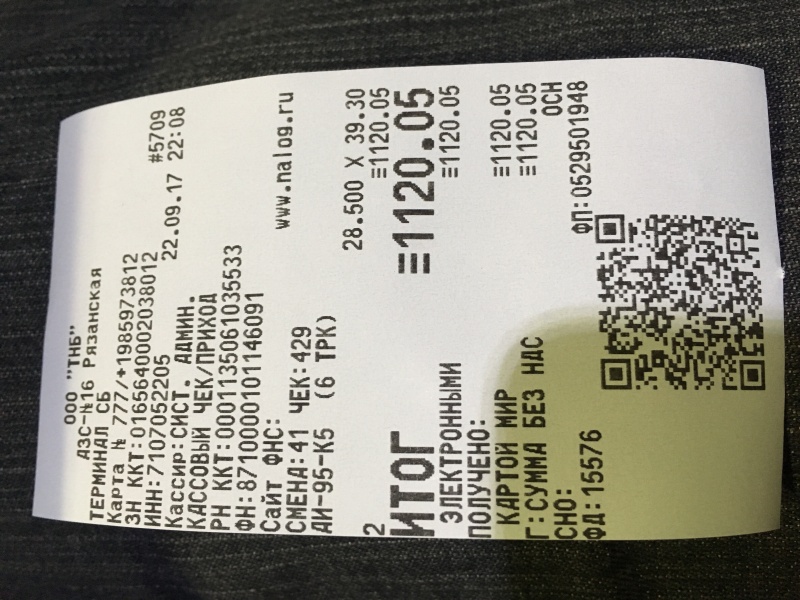 ООО "ТНБ"
АЗС-№16 Рязанская
ТЕРМИНАЛ СБ #5709
Карта № 777/*1985973812 22.09.17 22:08
ЗН ККТ:0165640002038012
ИНН:7107052205
Кассир:СИСТ. АДМИН.
КАССОВЫЙ ЧЕК/ПРИХОД
РН ККТ:0001135061035533
ФН:8710000101146091
Сайт ФНС: www.nalog.ru
СМЕНА:41 ЧЕК:429
АИ-95-К5 (6 ТРК)
28.500 X 39.30
2 ≡1120.05
ИТОГ ≡1120.05
ЭЛЕКТРОННЫМИ ≡1120.05
ПОЛУЧЕНО:
КАРТОЙ МИР ≡1120.05
Г:СУММА БЕЗ НДС ≡1120.05
СНО: ОСН
ФД:15576 ФП:0529501948